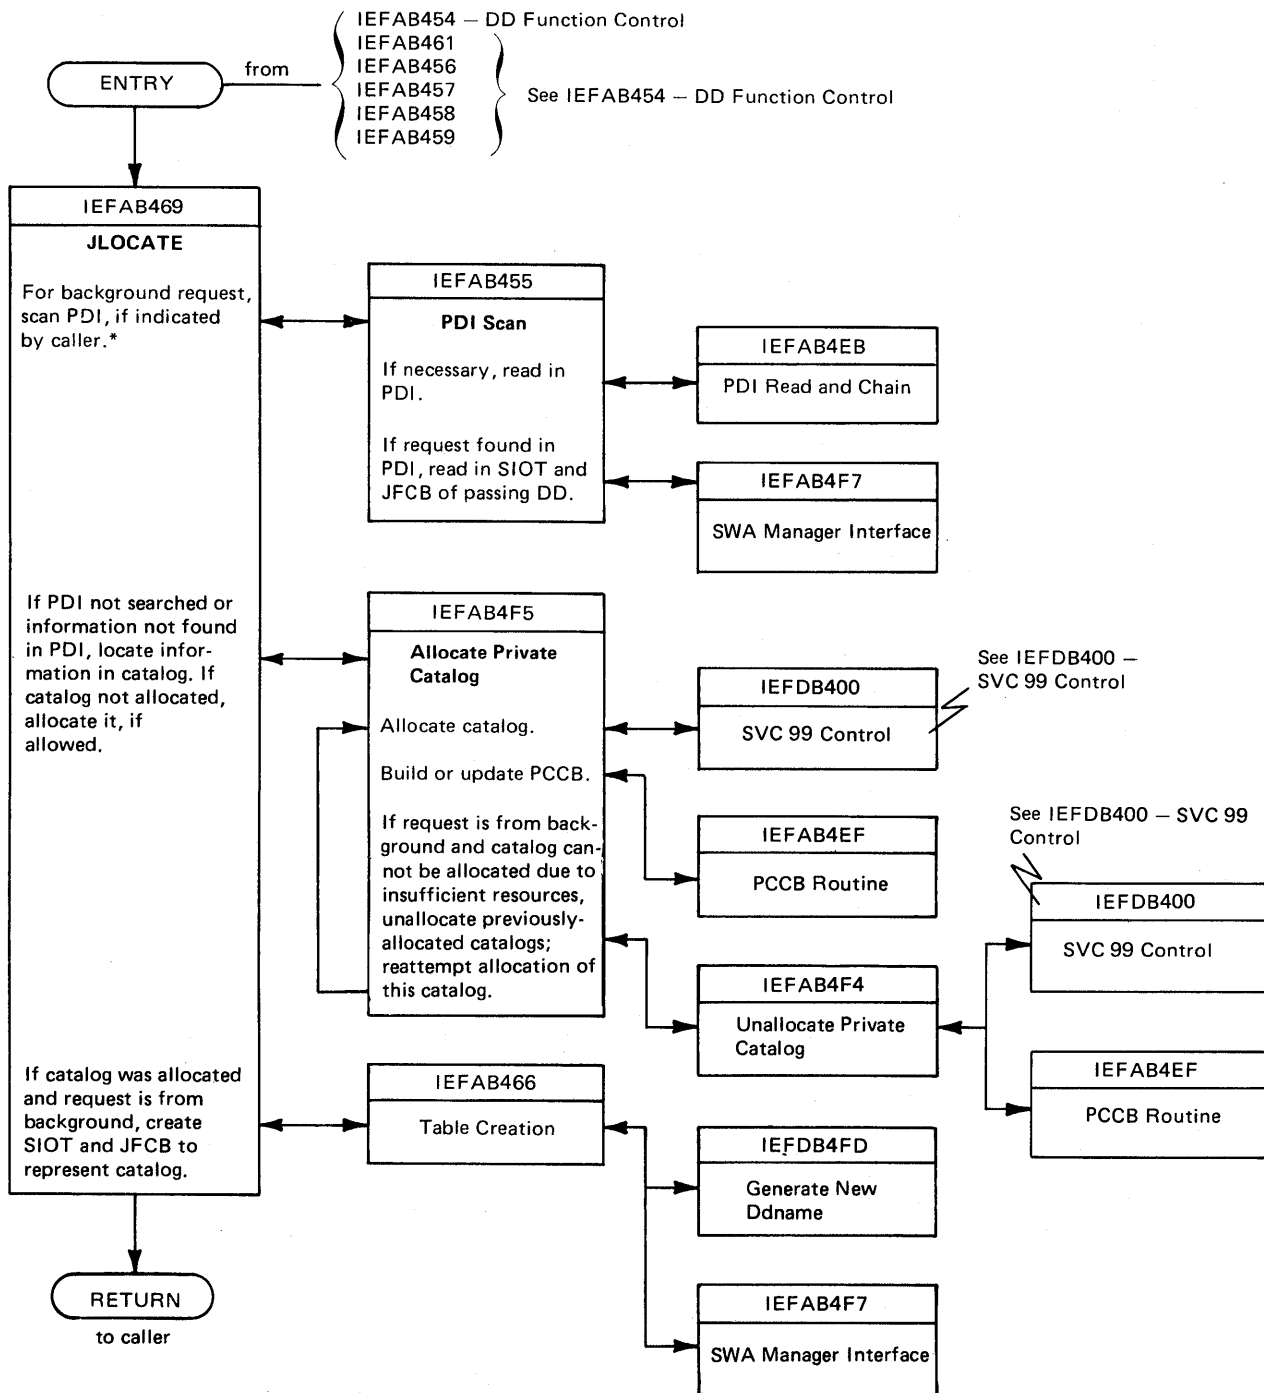 IEFAB454 – DD Function Control
IEFAB461
IEFAB456
IEFAB457
IEFAB458
IEFAB459
ENTRY
from
See IEFAB454 – DD Function Control
IEFAB469
JLOCATE
For background request,
scan PDI, if indicated
by caller.*
IEFAB455
PDI Scan
If necessary, read in
PDI.
If request found in
PDI, read in SIOT and
JFCB of passing DD.
IEFAB4EB
PDI Read and Chain
IEFAB4F7
SWA Manager Interface
If PDI not searched or
information not found
in PDI, locate infor-
mation in catalog. If
catalog not allocated,
allocate it, if
allowed.
IEFAB4F5
Allocate Private
Catalog
Allocate catalog.
Build or update PCCB.
If request is from back-
ground and catalog can-
not be allocated due to
insufficient resources,
unallocate previously-
allocated catalogs;
reattempt allocation of
this catalog.
See IEFDB400 –
SVC 99 Control
IEFDB400
SVC 99 Control
IEFAB4EF
PCCB Routine
IEFAB4F4
Unallocate Private
Catalog
See IEFDB400 – SVC 99
Control
IEFDB400
SVC 99 Control
IEFAB4EF
PCCB Routine
If catalog was allocated
and request is from
background, create
SIOT and JFCB to
represent catalog.
IEFAB466
Table Creation
IEFDB4FD
Generate New
Ddname
IEFAB4F7
SWA Manager Interface
RETURN
to caller